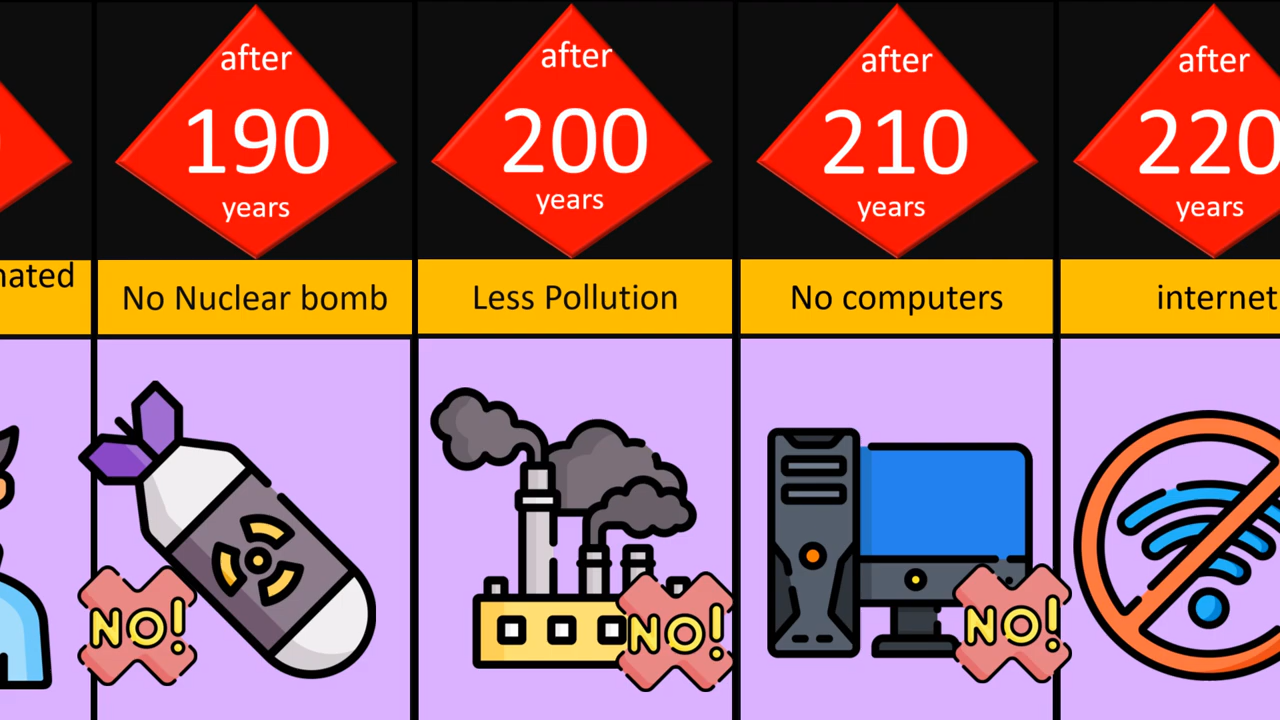 after
190
years
No Nuclear bomb
NO!
after
200
years
Less Pollution
NO!
after
210
years
No computers
NO!
after
220
years
internet